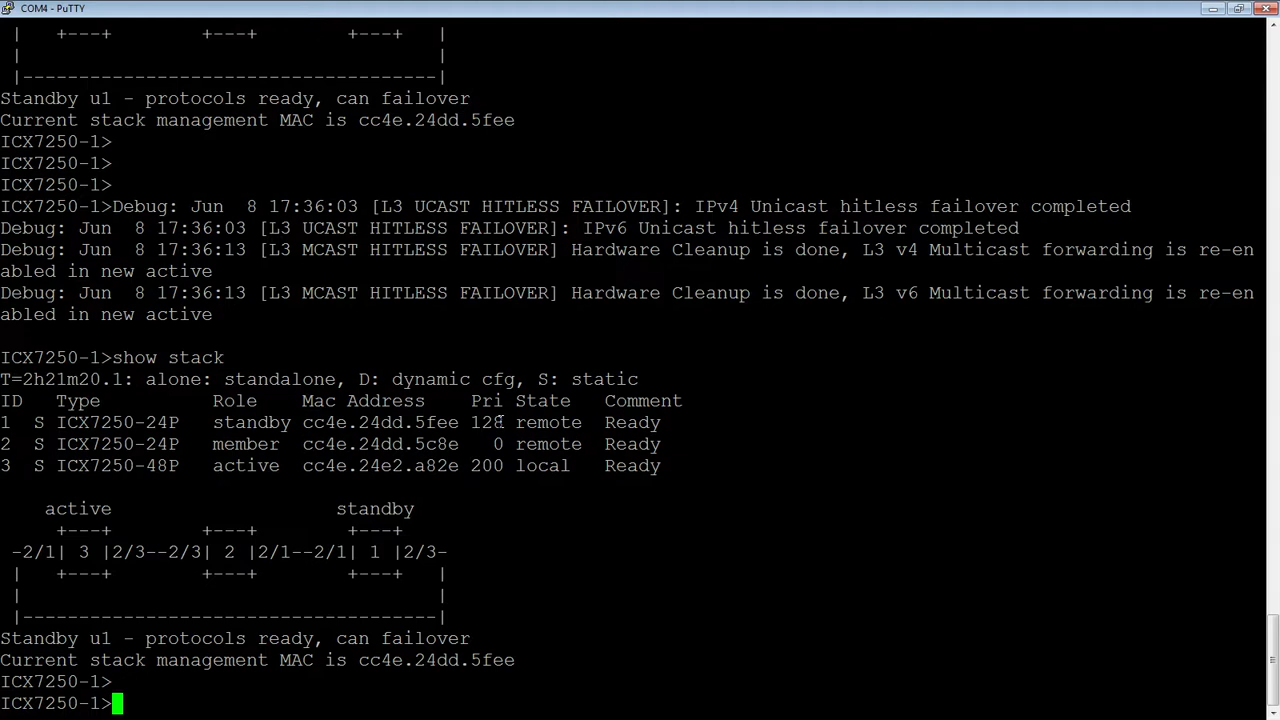 COM4 - PuTTY
|    +---+         +---+         +---+    |
|                                         |
|-------------------------------------|
Standby u1 - protocols ready, can failover
Current stack management MAC is cc4e.24dd.5fee
ICX7250-1>
ICX7250-1>
ICX7250-1>
ICX7250-1>Debug: Jun  8 17:36:03 [L3 UCAST HITLESS FAILOVER]: IPv4 Unicast hitless failover completed
Debug: Jun  8 17:36:03 [L3 UCAST HITLESS FAILOVER]: IPv6 Unicast hitless failover completed
Debug: Jun  8 17:36:13 [L3 MCAST HITLESS FAILOVER] Hardware Cleanup is done, L3 v4 Multicast forwarding is re-en
abled in new active
Debug: Jun  8 17:36:13 [L3 MCAST HITLESS FAILOVER] Hardware Cleanup is done, L3 v6 Multicast forwarding is re-en
abled in new active
ICX7250-1>show stack
T=2h21m20.1: alone: standalone, D: dynamic cfg, S: static
ID   Type          Role    Mac Address    Pri State   Comment
1  S ICX7250-24P   standby cc4e.24dd.5fee 128 remote  Ready
2  S ICX7250-24P   member  cc4e.24dd.5c8e   0 remote  Ready
3  S ICX7250-48P   active  cc4e.24e2.a82e 200 local   Ready
    active                    standby
     +---+        +---+        +---+
 -2/1| 3 |2/3--2/3| 2 |2/1--2/1| 1 |2/3-
 |   +---+        +---+        +---+   |
 |                                     |
 |-------------------------------------|
Standby u1 - protocols ready, can failover
Current stack management MAC is cc4e.24dd.5fee
ICX7250-1>
ICX7250-1>